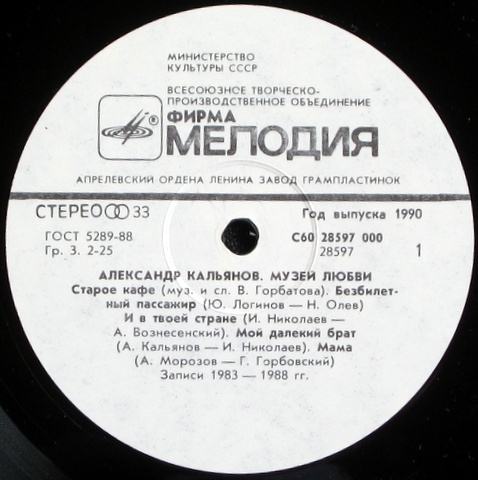 МИНИСТЕРСТВО
КУЛЬТУРЫ СССР
ВСЕСОЮЗНОЕ ТВОРЧЕСКО-
ПРОИЗВОДСТВЕННОЕ ОБЪЕДИНЕНИЕ
®
ФИРМА
МЕЛОДИЯ
АПРЕЛЕВСКИЙ ОРДЕНА ЛЕНИНА ЗАВОД ГРАМПЛАСТИНОК
СТЕРЕО 33
Год выпуска 1990
ГОСТ 5289-88
С60 28597 000
Гр. 3. 2-25
28597
1
АЛЕКСАНДР КАЛЬЯНОВ. МУЗЕЙ ЛЮБВИ
Старое кафе (муз. и сл. В. Горбатова). Безбилет-
ный пассажир (Ю. Логинов — Н. Олев)
И в твоей стране (И. Николаев —
А. Вознесенский). Мой далекий брат
(А. Кальянов — И. Николаев). Мама
(А. Морозов — Г. Горбовский)
Записи 1983 — 1988 гг.